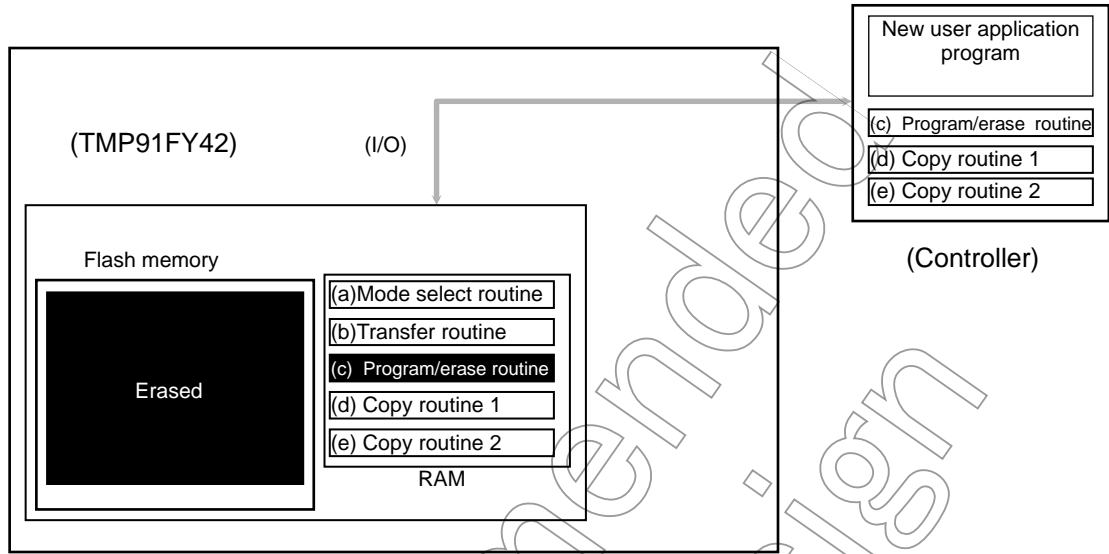 New user application
program
(c) Program/erase routine
(d) Copy routine 1
(e) Copy routine 2
(Controller)
(TMP91FY42)
(I/O)
Flash memory
Erased
(a)Mode select routine
(b)Transfer routine
(c) Program/erase routine
(d) Copy routine 1
(e) Copy routine 2
RAM